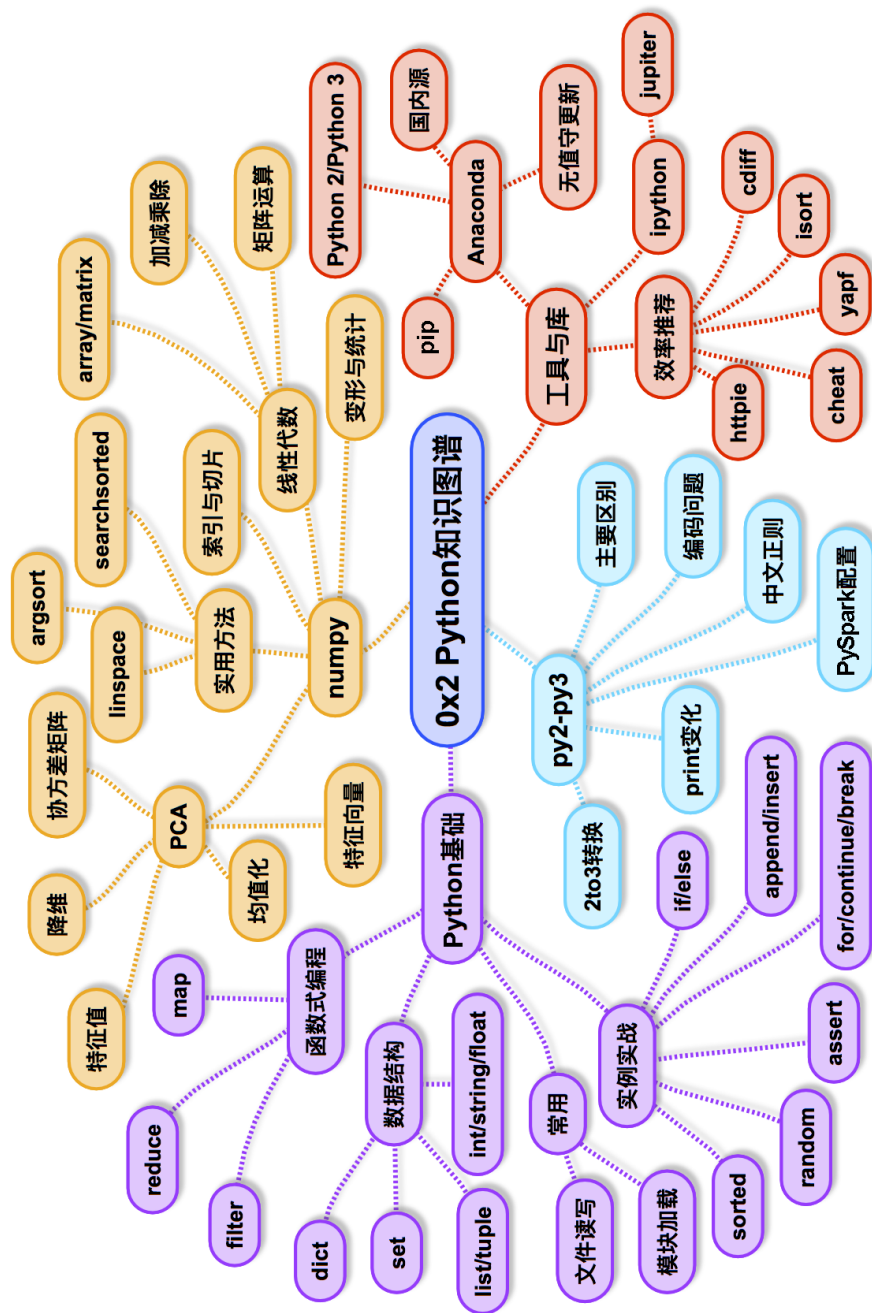 0x2 Python知识图谱
numpy
PCA
特征值
降维
协方差矩阵
均值化
特征向量
实用方法
argsort
linspace
searchsorted
索引与切片
线性代数
array/matrix
加减乘除
矩阵运算
变形与统计
工具与库
Anaconda
pip
Python 2/Python 3
国内源
无值守更新
ipython
jupiter
效率推荐
httpie
cheat
yapf
isort
cdiff
py2-py3
主要区别
编码问题
中文正则
PySpark配置
print变化
2to3转换
Python基础
函数式编程
map
reduce
filter
数据结构
dict
set
list/tuple
int/string/float
常用
文件读写
模块加载
实例实战
if/else
append/insert
for/continue/break
assert
random
sorted